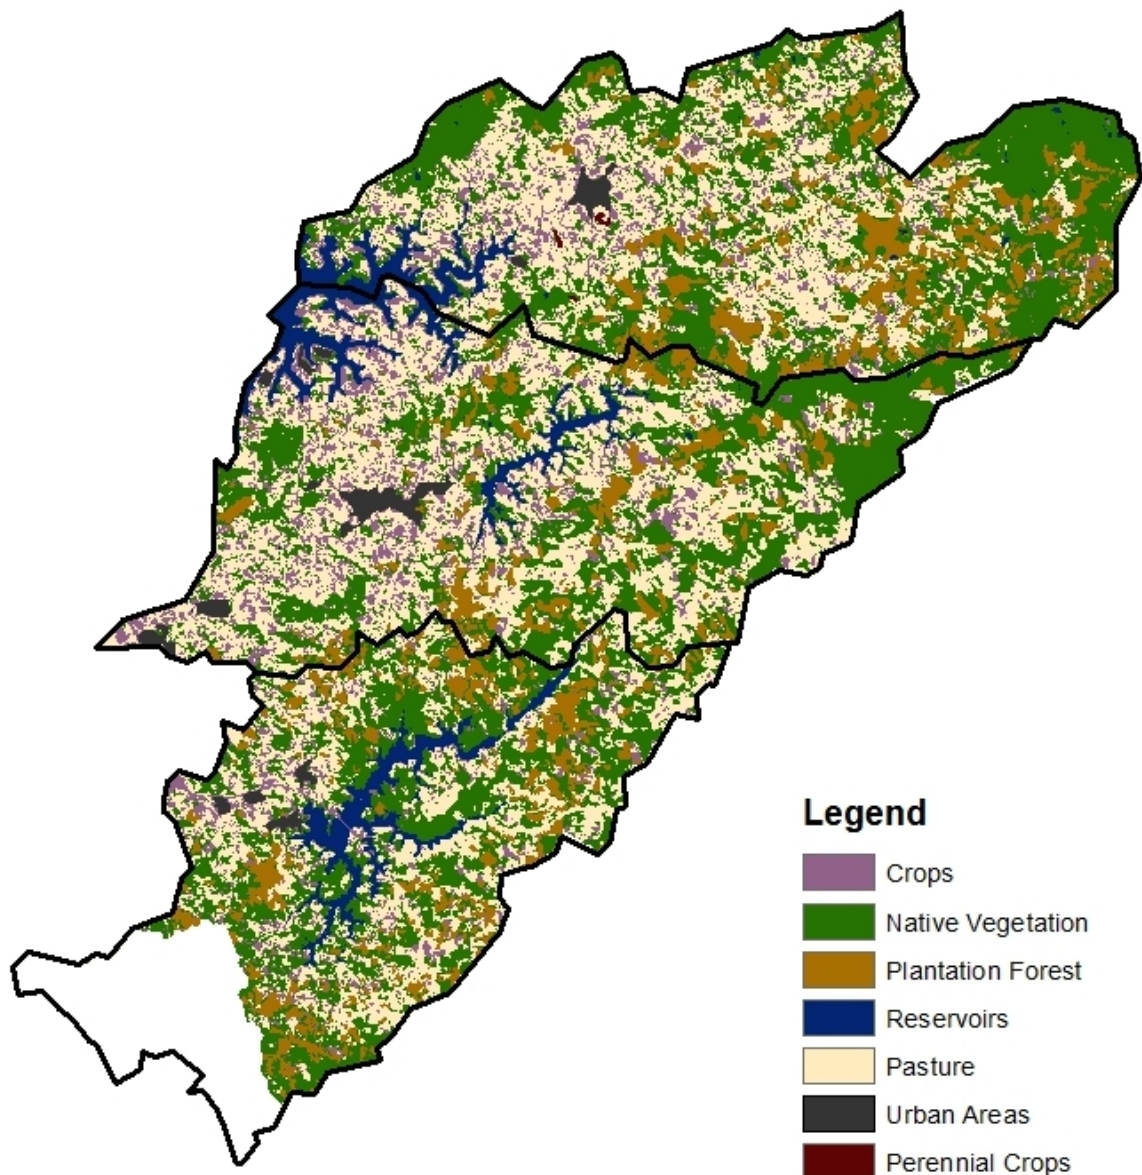 Legend
Crops
Native Vegetation
Plantation Forest
Reservoirs
Pasture
Urban Areas
Perennial Crops